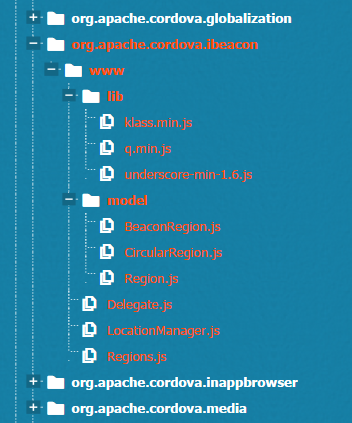 org.apache.cordova.globalization
org.apache.cordova.ibeacon
www
lib
klass.min.js
q.min.js
underscore-min-1.6.js
model
BeaconRegion.js
CircularRegion.js
Region.js
Delegate.js
LocationManager.js
Regions.js
org.apache.cordova.inappbrowser
org.apache.cordova.media